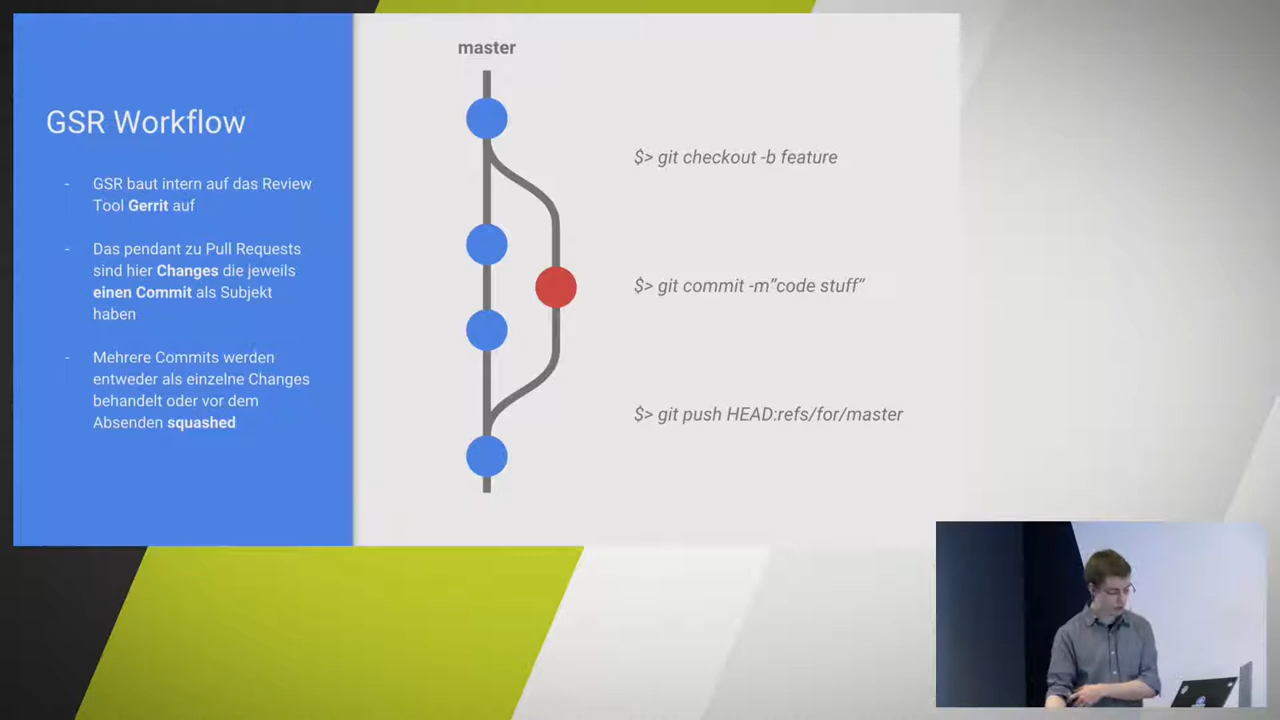 GSR Workflow
- GSR baut intern auf das Review
Tool Gerrit auf
- Das pendant zu Pull Requests
sind hier Changes die jeweils
einen Commit als Subjekt
haben
- Mehrere Commits werden
entweder als einzelne Changes
behandelt oder vor dem
Absenden squashed
master
$> git checkout -b feature
$> git commit -m”code stuff”
$> git push HEAD:refs/for/master